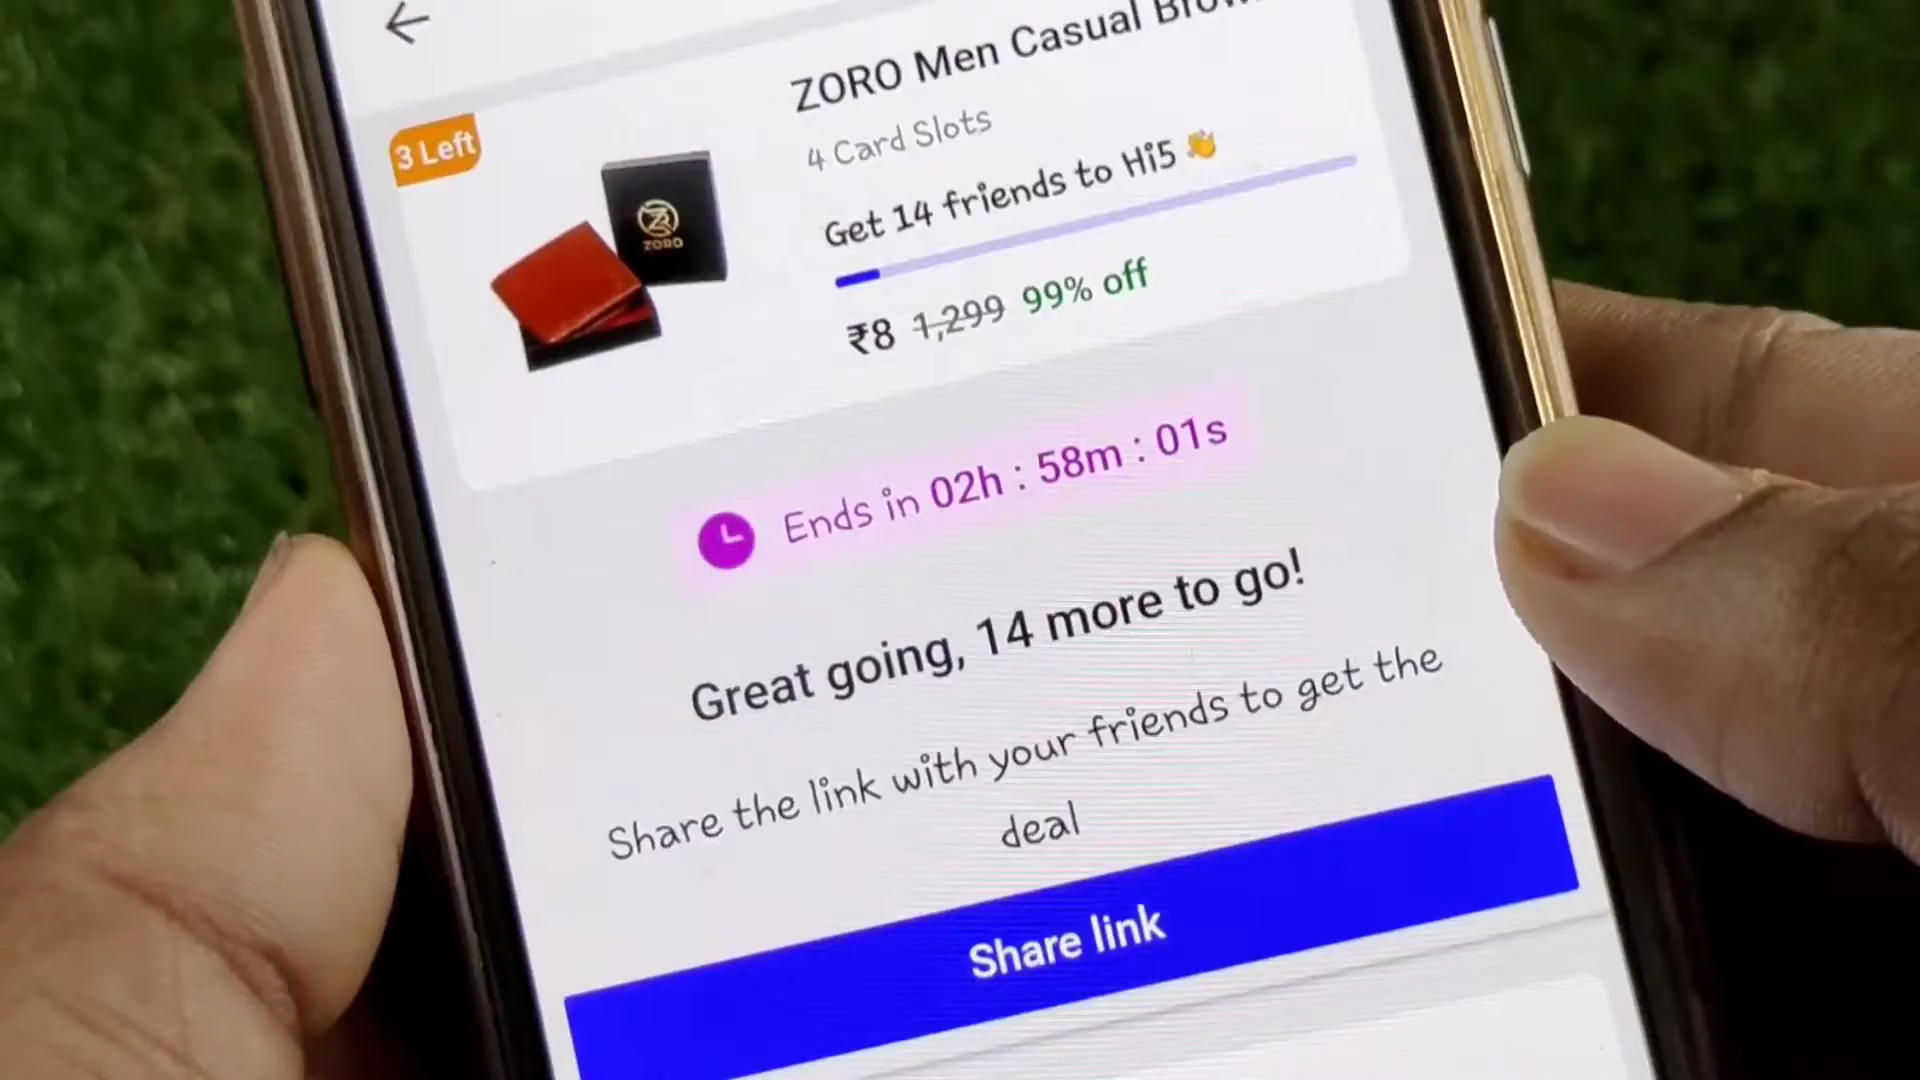 ZORO Men Casual Brow
4 Card Slots
3 Left
Get 14 friends to Hi5 👏
ZORO
₹8 1,299 99% off
Ends in 02h : 58m : 01s
Great going, 14 more to go!
Share the link with your friends to get the
deal
Share link